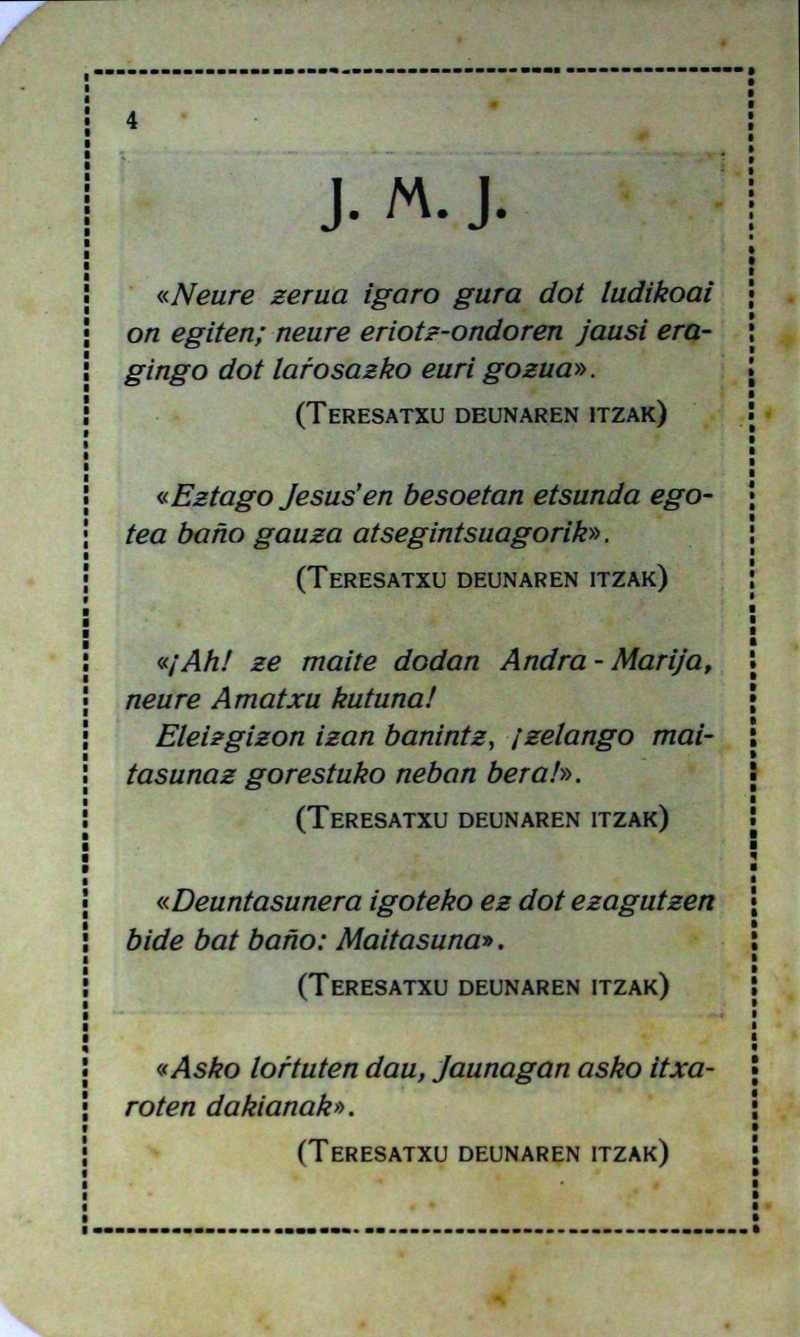 4
J. M. J.
«Neure zerua igaro gura dot ludikoai
on egiten; neure eriotz-ondoren jausi era-
gingo dot laŕosazko euri gozua».
(Teresatxu deunaren itzak)
«Eztago Jesus'en besoetan etsunda ego-
tea baño gauza atsegintsuagorik».
(Teresatxu deunaren itzak)
«¡Ah! ze maite dodan Andra-Marija,
neure Amatxu kutuna!
Eleizgizon izan banintz, ¡zelango mai-
tasunaz gorestuko neban bera!».
(Teresatxu deunaren itzak)
«Deuntasunera igoteko ez dot ezagutzen
bide bat baño: Maitasuna».
(Teresatxu deunaren itzak)
«Asko loŕtuten dau, Jaunagan asko itxa-
roten dakianak».
(Teresatxu deunaren itzak)